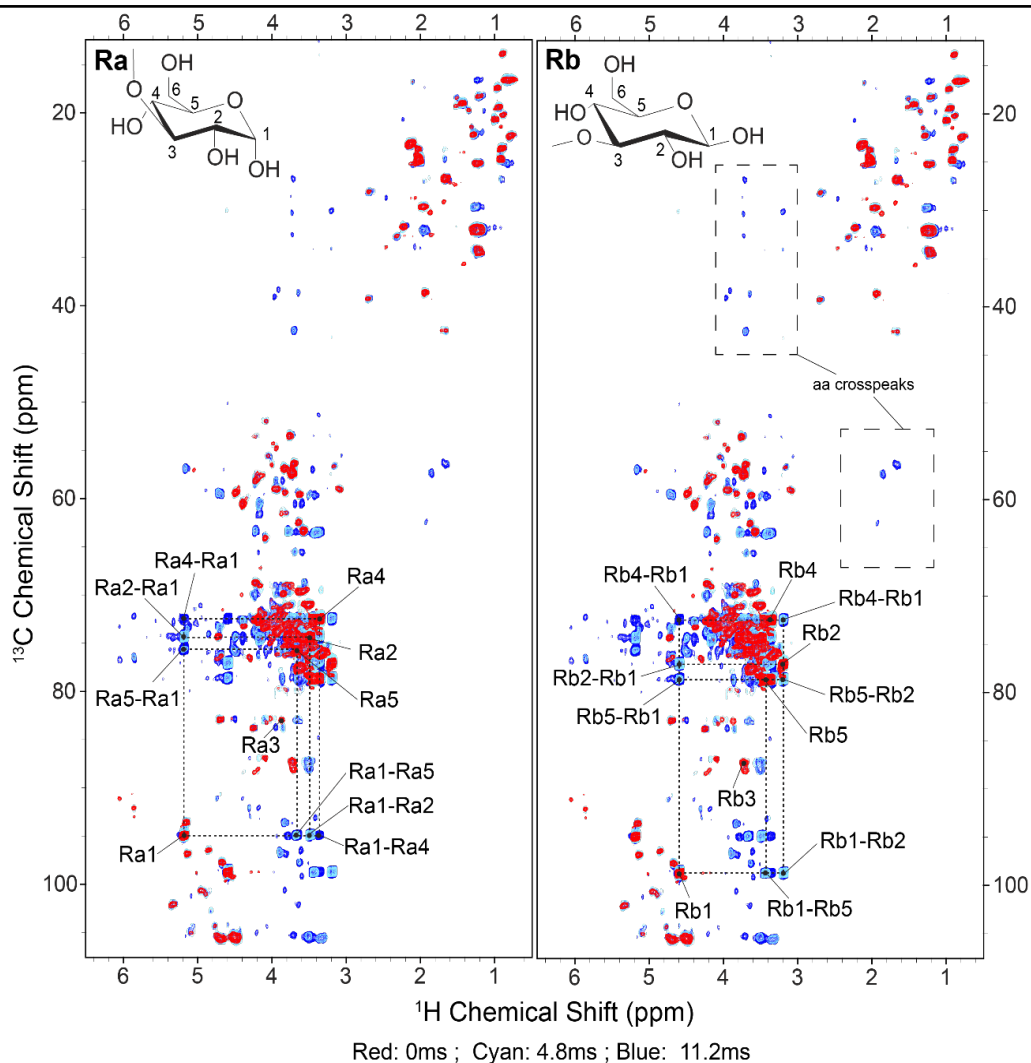 6 5 4 3 2 1
6 5 4 3 2 1
Ra
OH
6
4
5
O
O
HO
3
2
1
OH
OH
Rb
OH
6
4
5
O
HO
O
3
2
1
OH
OH
20
40
60
80
100
20
40
60
80
100
¹³C Chemical Shift (ppm)
aa crosspeaks
Ra4-Ra1
Ra2-Ra1
Ra5-Ra1
Ra4
Ra2
Ra5
Ra3
Ra1-Ra5
Ra1-Ra2
Ra1-Ra4
Ra1
Rb4-Rb1
Rb2-Rb1
Rb5-Rb1
Rb4
Rb4-Rb1
Rb2
Rb5-Rb2
Rb5
Rb3
Rb1-Rb2
Rb1
Rb1-Rb5
6 5 4 3 2 1
6 5 4 3 2 1
¹H Chemical Shift (ppm)
Red: 0ms ; Cyan: 4.8ms ; Blue: 11.2ms